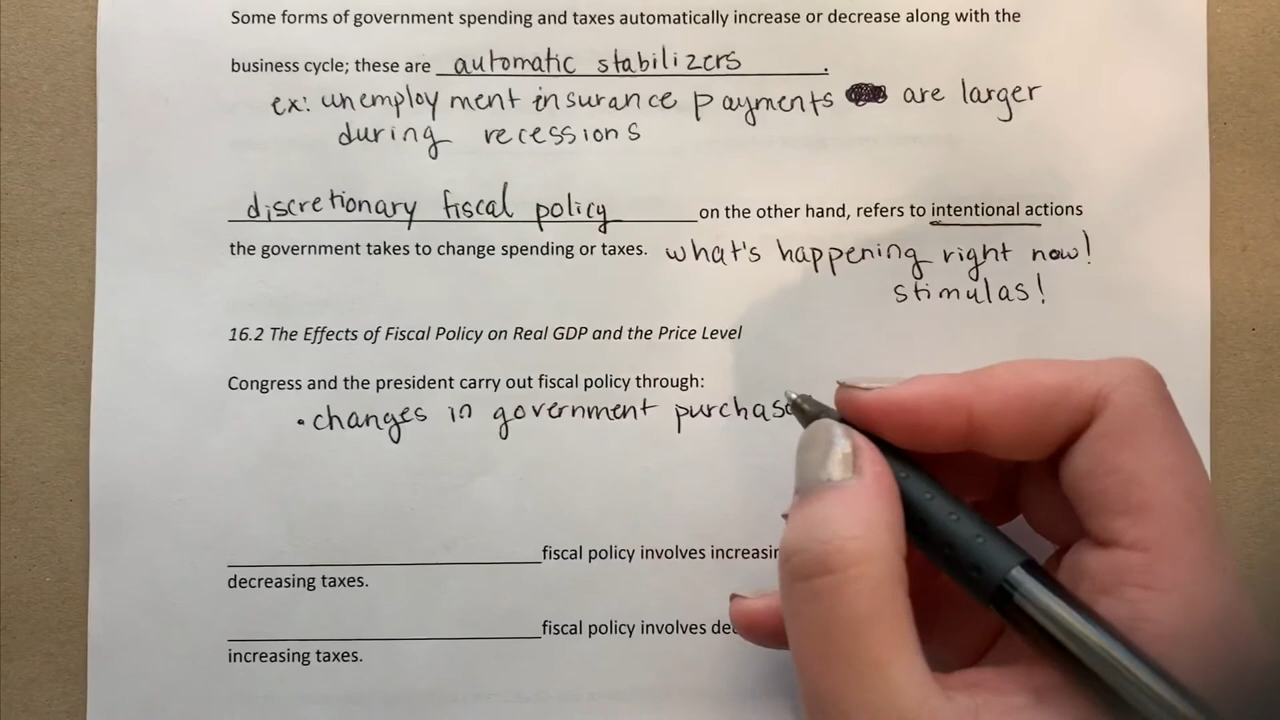 Some forms of government spending and taxes automatically increase or decrease along with the
business cycle; these are automatic stabilizers.
ex: unemployment insurance payments are larger
during recessions
discretionary fiscal policy on the other hand, refers to intentional actions
the government takes to change spending or taxes. what's happening right now!
stimulas!
16.2 The Effects of Fiscal Policy on Real GDP and the Price Level
Congress and the president carry out fiscal policy through:
• changes in government purchas
fiscal policy involves increasin
decreasing taxes.
fiscal policy involves de
increasing taxes.